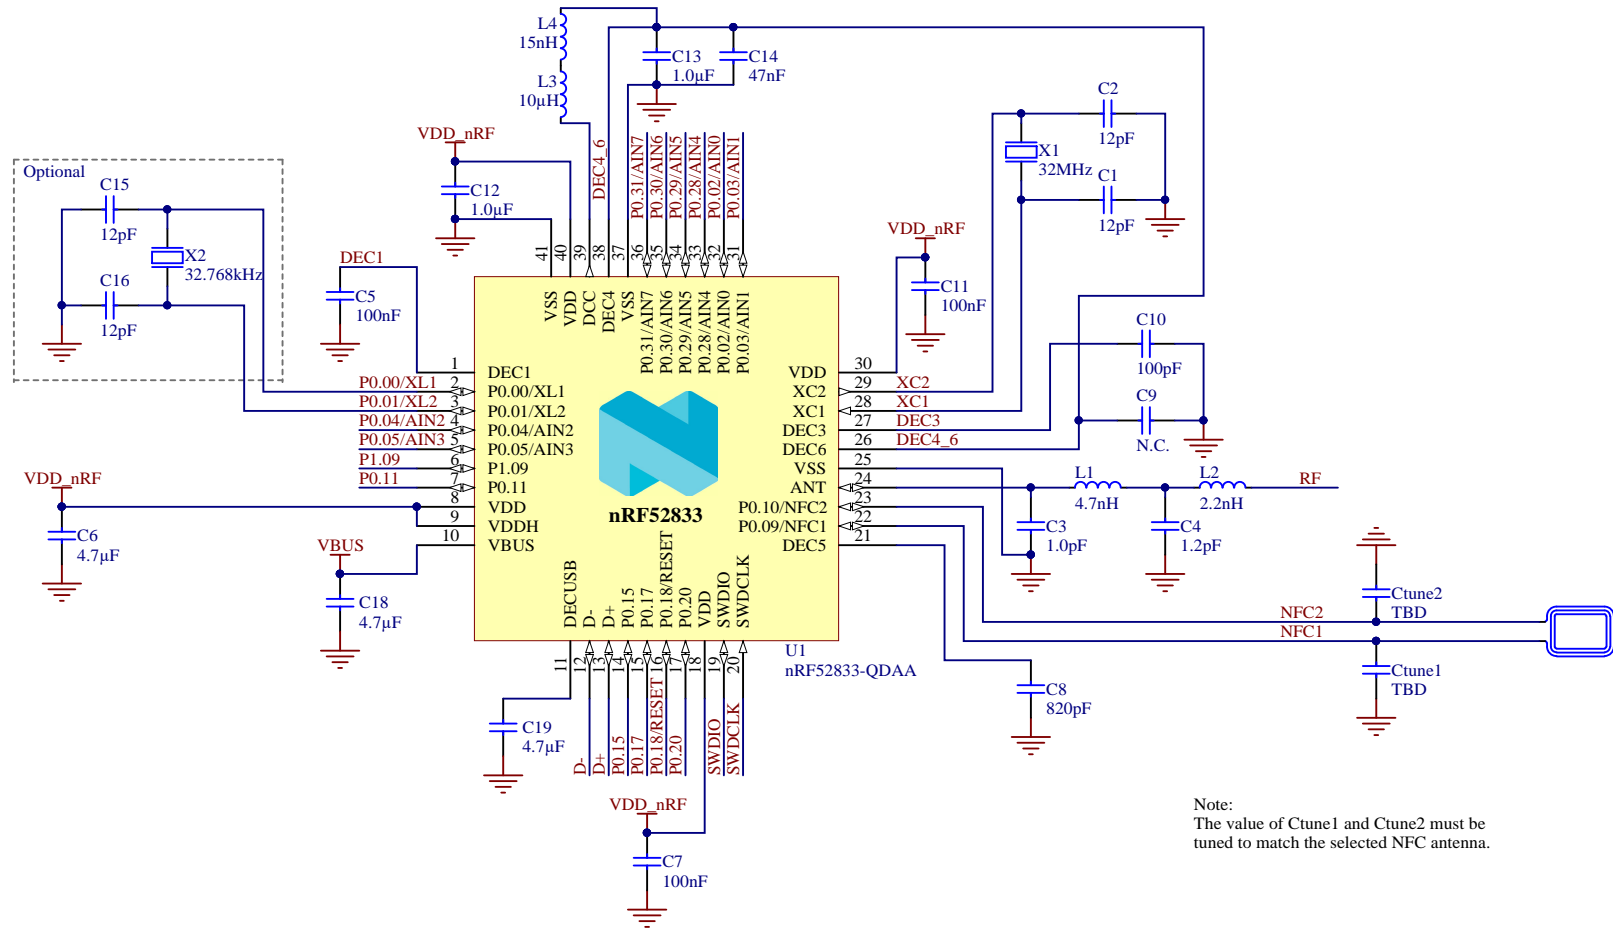 L4
15nH
L3
10µH
C13
1.0µF
C14
47nF
C2
12pF
X1
32MHz
C1
12pF
VDD_nRF
C12
1.0µF
DEC4_6
P0.31/AIN7
P0.30/AIN6
P0.29/AIN5
P0.28/AIN4
P0.02/AIN0
P0.03/AIN1
Optional
C15
12pF
X2
32.768kHz
C16
12pF
DEC1
C5
100nF
VDD_nRF
C11
100nF
41
40
39
38
37
36
35
34
33
32
31
VSS
VDD
DCC
DEC4
VSS
P0.31/AIN7
P0.30/AIN6
P0.29/AIN5
P0.28/AIN4
P0.02/AIN0
P0.03/AIN1
C10
100pF
C9
N.C.
1 DEC1
P0.00/XL1 2 P0.00/XL1
P0.01/XL2 3 P0.01/XL2
P0.04/AIN2 4 P0.04/AIN2
P0.05/AIN3 5 P0.05/AIN3
P1.09 6 P1.09
P0.11 7 P0.11
8 VDD
9 VDDH
10 VBUS
VDD 30
XC2 29 XC2
XC1 28 XC1
DEC3 27 DEC3
DEC6 26 DEC4_6
VSS 25
ANT 24
P0.10/NFC2 23
P0.09/NFC1 22
DEC5 21
nRF52833
VDD_nRF
C6
4.7µF
VBUS
C18
4.7µF
L1
4.7nH
L2
2.2nH
RF
C3
1.0pF
C4
1.2pF
DECUSB
D-
D+
P0.15
P0.17
P0.18/RESET
P0.20
VDD
SWDIO
SWDCLK
11
12
13
14
15
16
17
18
19
20
U1
nRF52833-QDAA
Ctune2
TBD
NFC2
NFC1
Ctune1
TBD
C8
820pF
C19
4.7µF
D-
D+
P0.15
P0.17
P0.18/RESET
P0.20
SWDIO
SWDCLK
VDD_nRF
C7
100nF
Note:
The value of Ctune1 and Ctune2 must be
tuned to match the selected NFC antenna.